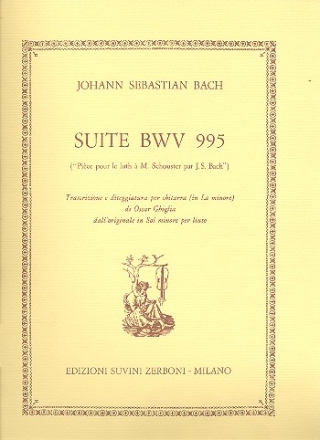 JOHANN SEBASTIAN BACH
SUITE BWV 995
("Pièce pour le luth à M. Schouster par J.S. Bach")
Trascrizione e diteggiatura per chitarra (in La minore)
di Oscar Ghiglia
dall'originale in Sol minore per liuto
EDIZIONI SUVINI ZERBONI - MILANO